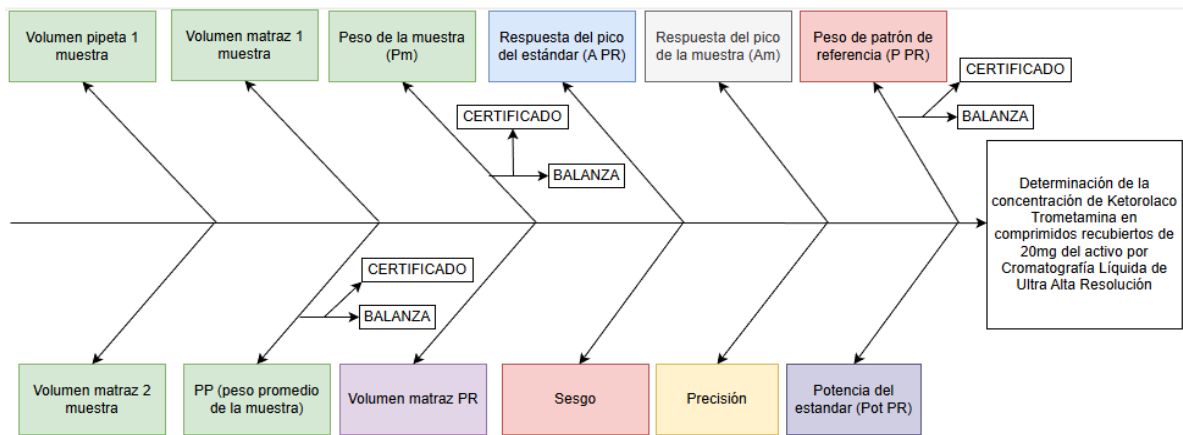 Volumen pipeta 1
muestra
Volumen matraz 1
muestra
Peso de la muestra
(Pm)
Respuesta del pico
del estándar (A PR)
Respuesta del pico
de la muestra (Am)
Peso de patrón de
referencia (P PR)
CERTIFICADO
BALANZA
CERTIFICADO
BALANZA
Determinación de la
concentración de Ketorolaco
Trometamina en
comprimidos recubiertos de
20mg del activo por
Cromatografía Líquida de
Ultra Alta Resolución
CERTIFICADO
BALANZA
Volumen matraz 2
muestra
PP (peso promedio
de la muestra)
Volumen matraz PR
Sesgo
Precisión
Potencia del
estandar (Pot PR)